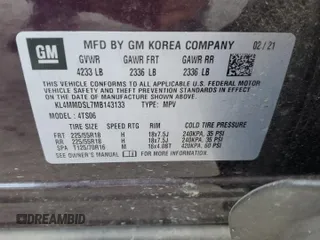 GM
MFD BY GM KOREA COMPANY 02/21
GVWR GAWR FRT GAWR RR
4233 LB 2336 LB 2336 LB
THIS VEHICLE CONFORMS TO ALL APPLICABLE U.S. FEDERAL MOTOR
VEHICLE SAFETY, BUMPER, AND THEFT PREVENTION STANDARDS IN
EFFECT ON THE DATE OF MANUFACTURE SHOWN ABOVE.
KL4MMDSL7MB143133 TYPE: MPV
MODEL: 4TS06
TIRE SIZE SPEED RTG RIM COLD TIRE PRESSURE
FRT 225/55R18 H 18x7.5J 240KPA, 35 PSI
RR 225/55R18 H 18x7.5J 240KPA, 35 PSI
SPA T125/70R16 M 16x4.00BT 420KPA, 60 PSI
SEE OWNER'S MANUAL FOR ADDITIONAL INFORMATION.
AUTOBIDMASTER